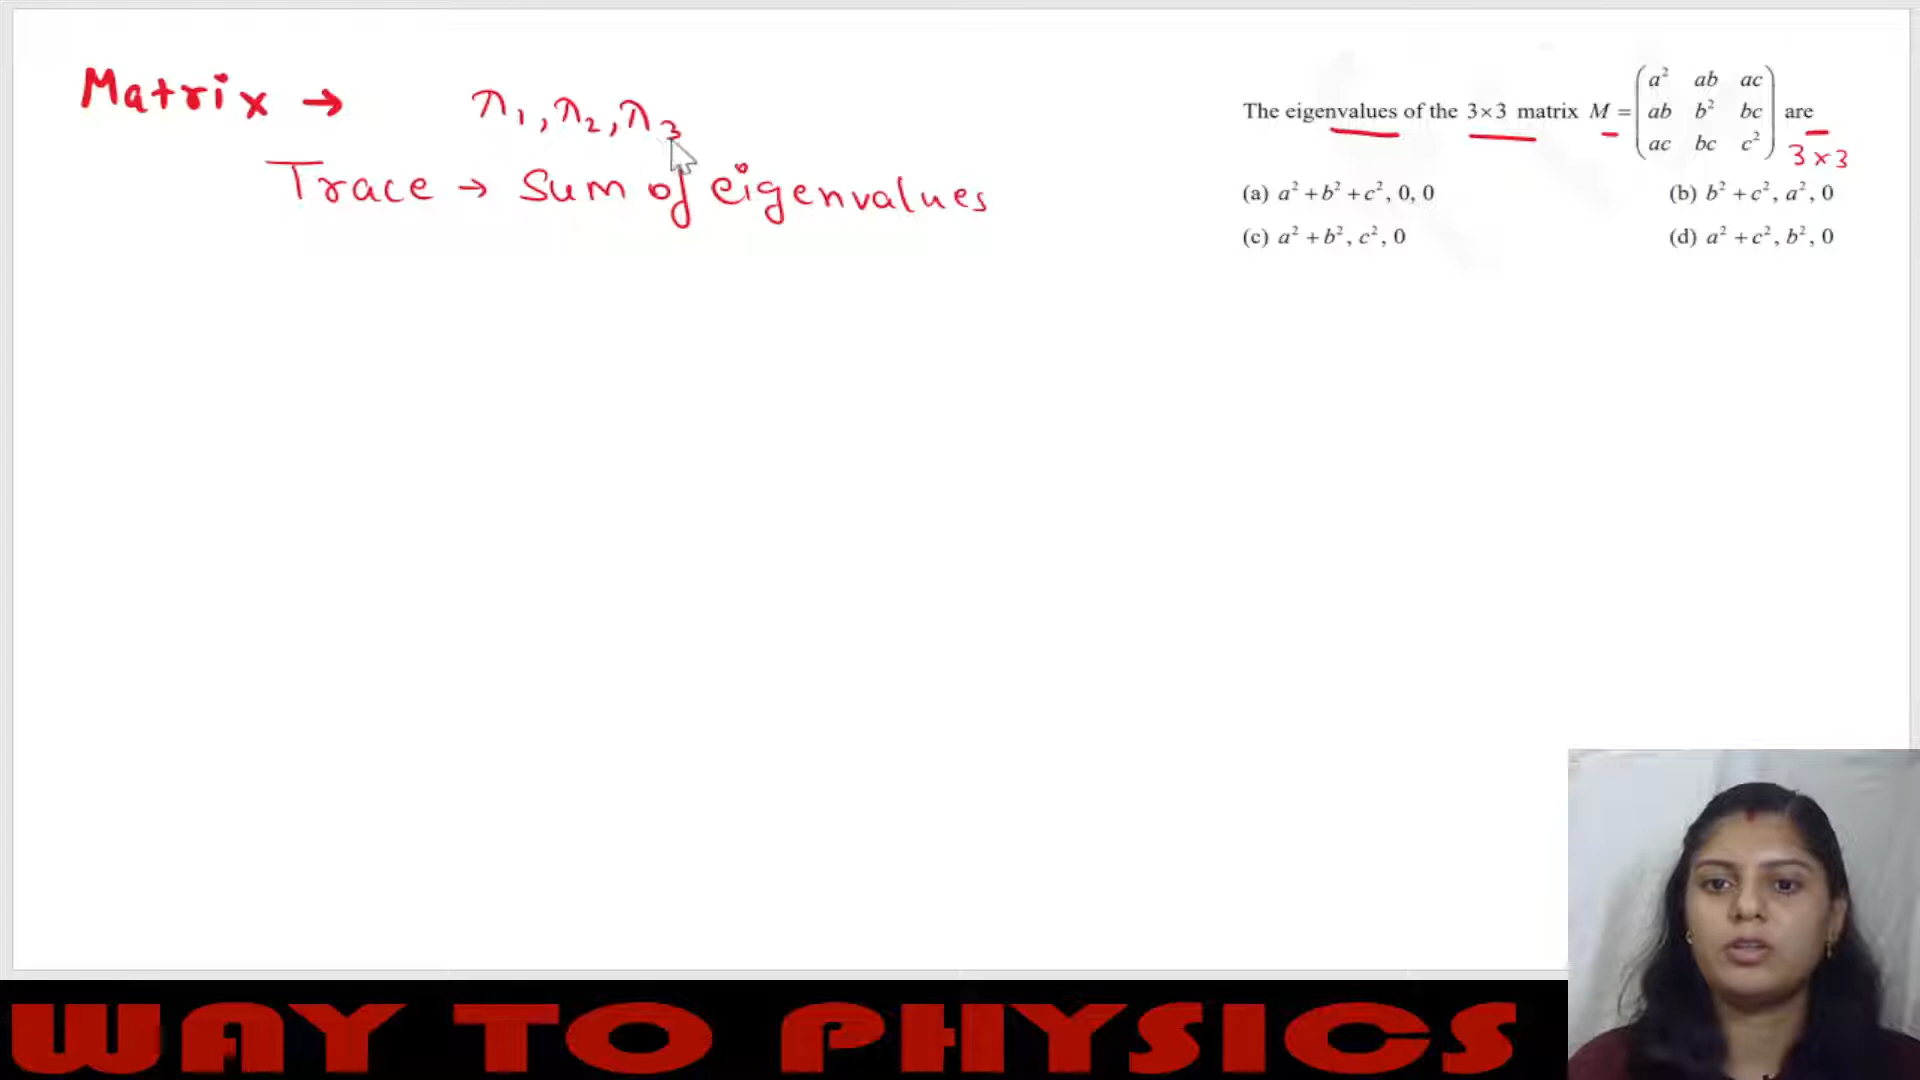 Matrix → λ1, λ2, λ3
Trace → Sum of eigenvalues
The eigenvalues of the 3×3 matrix M = ( a² ab ac
ab b² bc
ac bc c² ) are
3×3
(a) a² + b² + c², 0, 0 (b) b² + c², a², 0
(c) a² + b², c², 0 (d) a² + c², b², 0
WAY TO PHYSICS